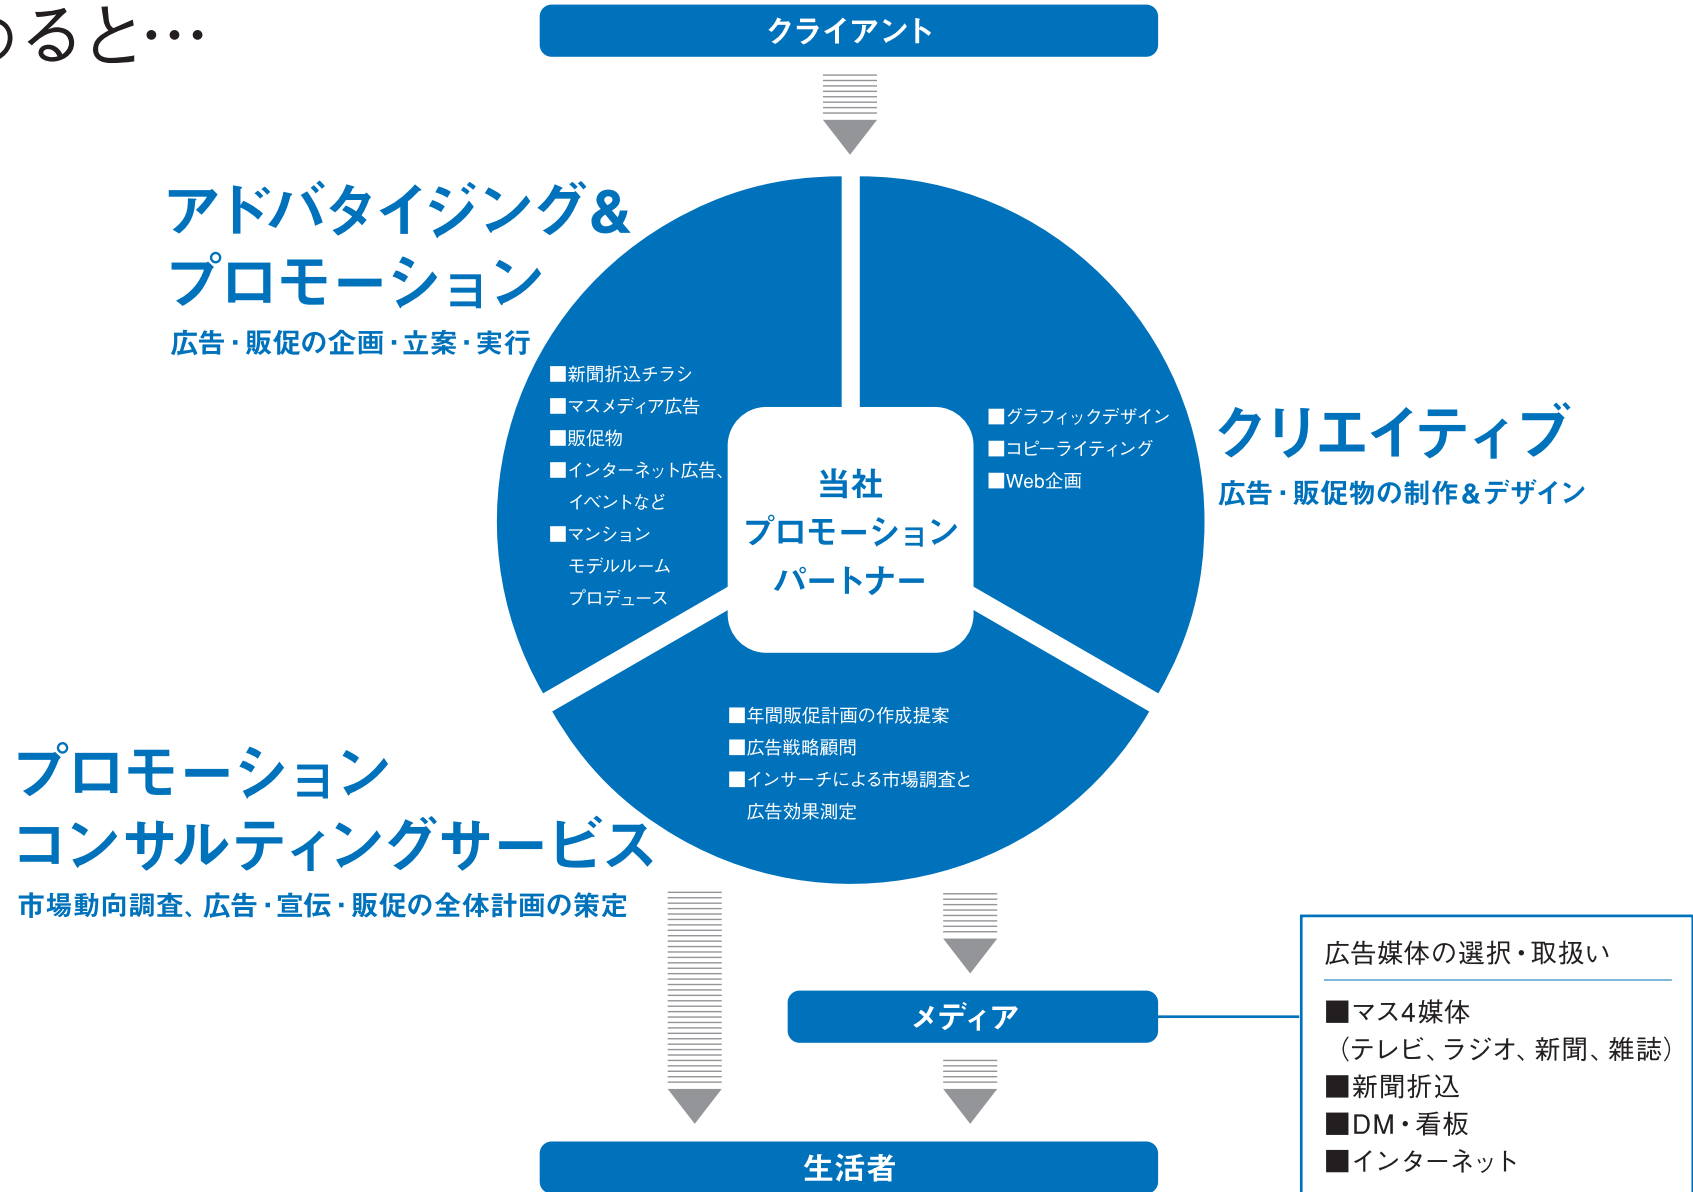 ると…
クライアント
アドバタイジング&
プロモーション
広告・販促の企画・立案・実行
■新聞折込チラシ
■マスメディア広告
■販促物
■インターネット広告、
イベントなど
■マンション
モデルルーム
プロデュース
当社
プロモーション
パートナー
■グラフィックデザイン
■コピーライティング
■Web企画
クリエイティブ
広告・販促物の制作&デザイン
■年間販促計画の作成提案
■広告戦略顧問
■インサーチによる市場調査と
広告効果測定
プロモーション
コンサルティングサービス
市場動向調査、広告・宣伝・販促の全体計画の策定
メディア
広告媒体の選択・取扱い
■マス4媒体
（テレビ、ラジオ、新聞、雑誌）
■新聞折込
■DM・看板
■インターネット
生活者